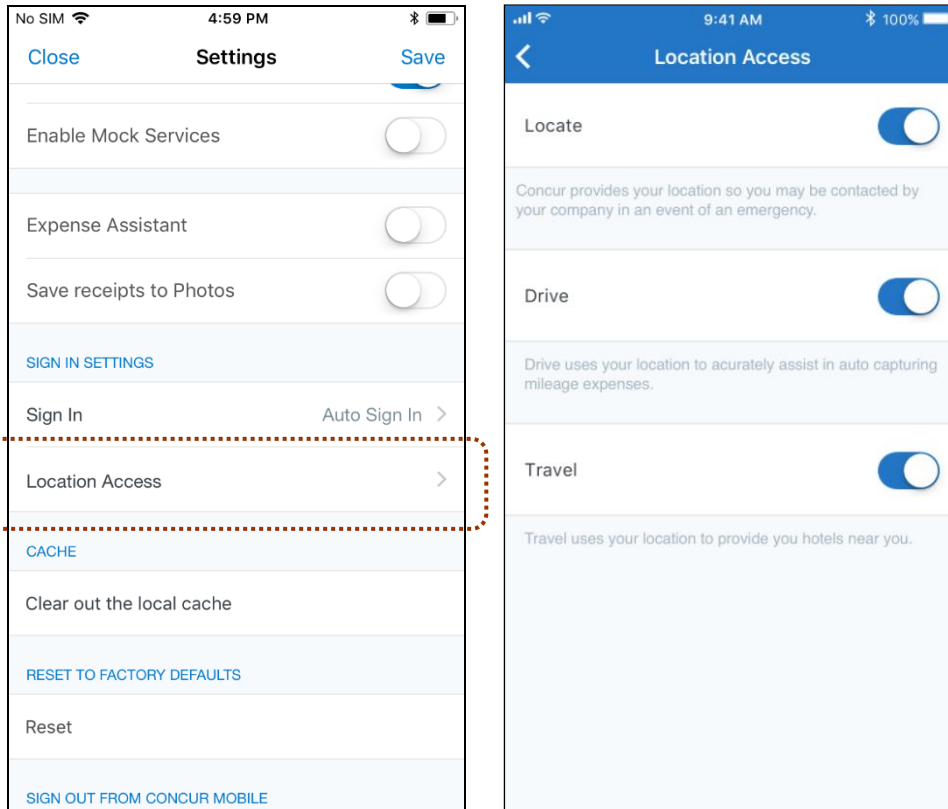 No SIM 4:59 PM
Close Settings Save
Enable Mock Services
Expense Assistant
Save receipts to Photos
SIGN IN SETTINGS
Sign In Auto Sign In
Location Access
CACHE
Clear out the local cache
RESET TO FACTORY DEFAULTS
Reset
SIGN OUT FROM CONCUR MOBILE
9:41 AM 100%
Location Access
Locate
Concur provides your location so you may be contacted by
your company in an event of an emergency.
Drive
Drive uses your location to acurately assist in auto capturing
mileage expenses.
Travel
Travel uses your location to provide you hotels near you.